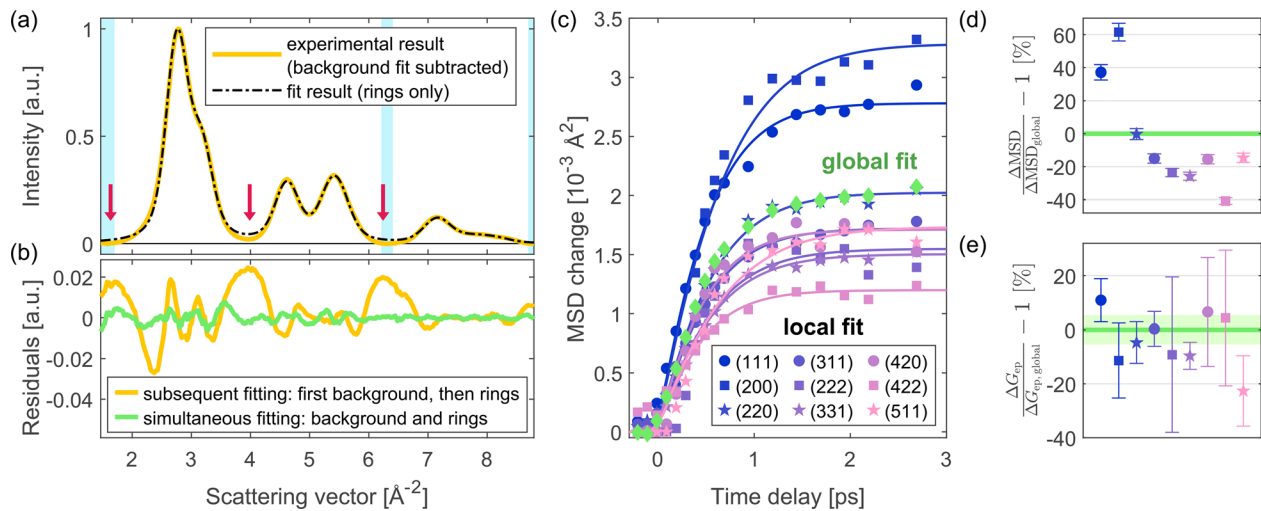 (a)
1
0.5
0
Intensity [a.u.]
experimental result
(background fit subtracted)
fit result (rings only)
(b)
0.02
0
-0.02
-0.04
Residuals [a.u.]
subsequent fitting: first background, then rings
simultaneous fitting: background and rings
2 3 4 5 6 7 8
Scattering vector [Å⁻²]
(c)
3.5
3
2.5
2
1.5
1
0.5
0
MSD change [10⁻³ Å²]
global fit
local fit
(111) (311) (420)
(200) (222) (422)
(220) (331) (511)
0 1 2 3
Time delay [ps]
(d)
60
40
20
0
-20
-40
-60
ΔMSD/ΔMSD_global − 1 [%]
(e)
20
0
-20
-40
ΔG_ep/ΔG_ep, global − 1 [%]